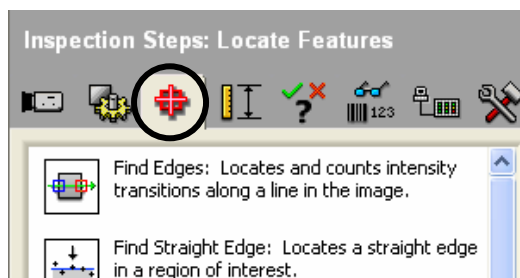 Inspection Steps: Locate Features
? 123
Find Edges: Locates and counts intensity
transitions along a line in the image.
Find Straight Edge: Locates a straight edge
in a region of interest.